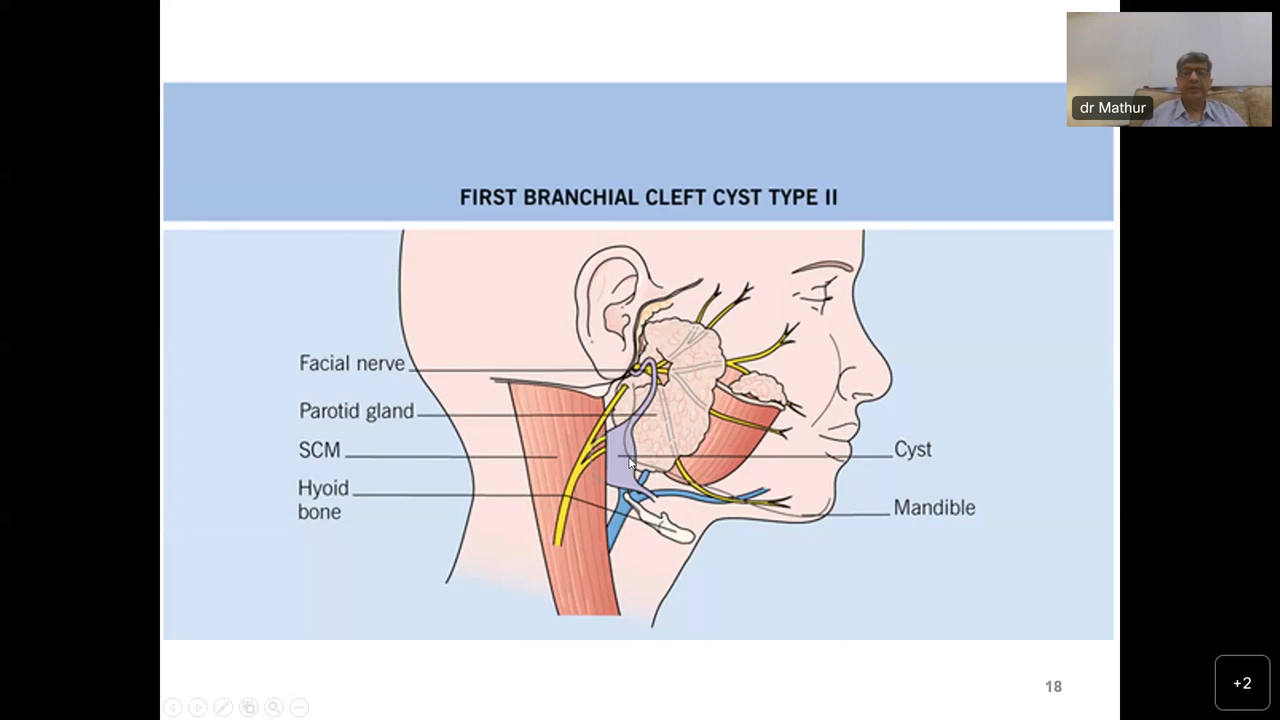 dr Mathur
FIRST BRANCHIAL CLEFT CYST TYPE II
Facial nerve
Parotid gland
SCM
Hyoid
bone
Cyst
Mandible
18
+2